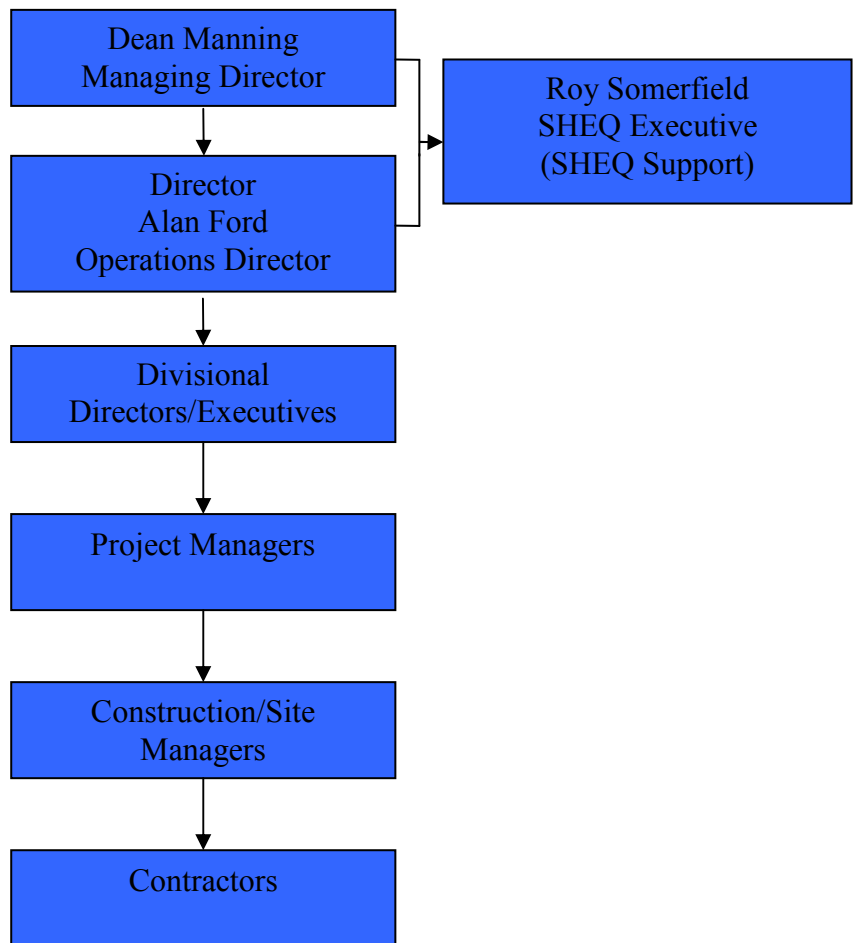 Dean Manning
Managing Director
Roy Somerfield
SHEQ Executive
(SHEQ Support)
Director
Alan Ford
Operations Director
Divisional
Directors/Executives
Project Managers
Construction/Site
Managers
Contractors